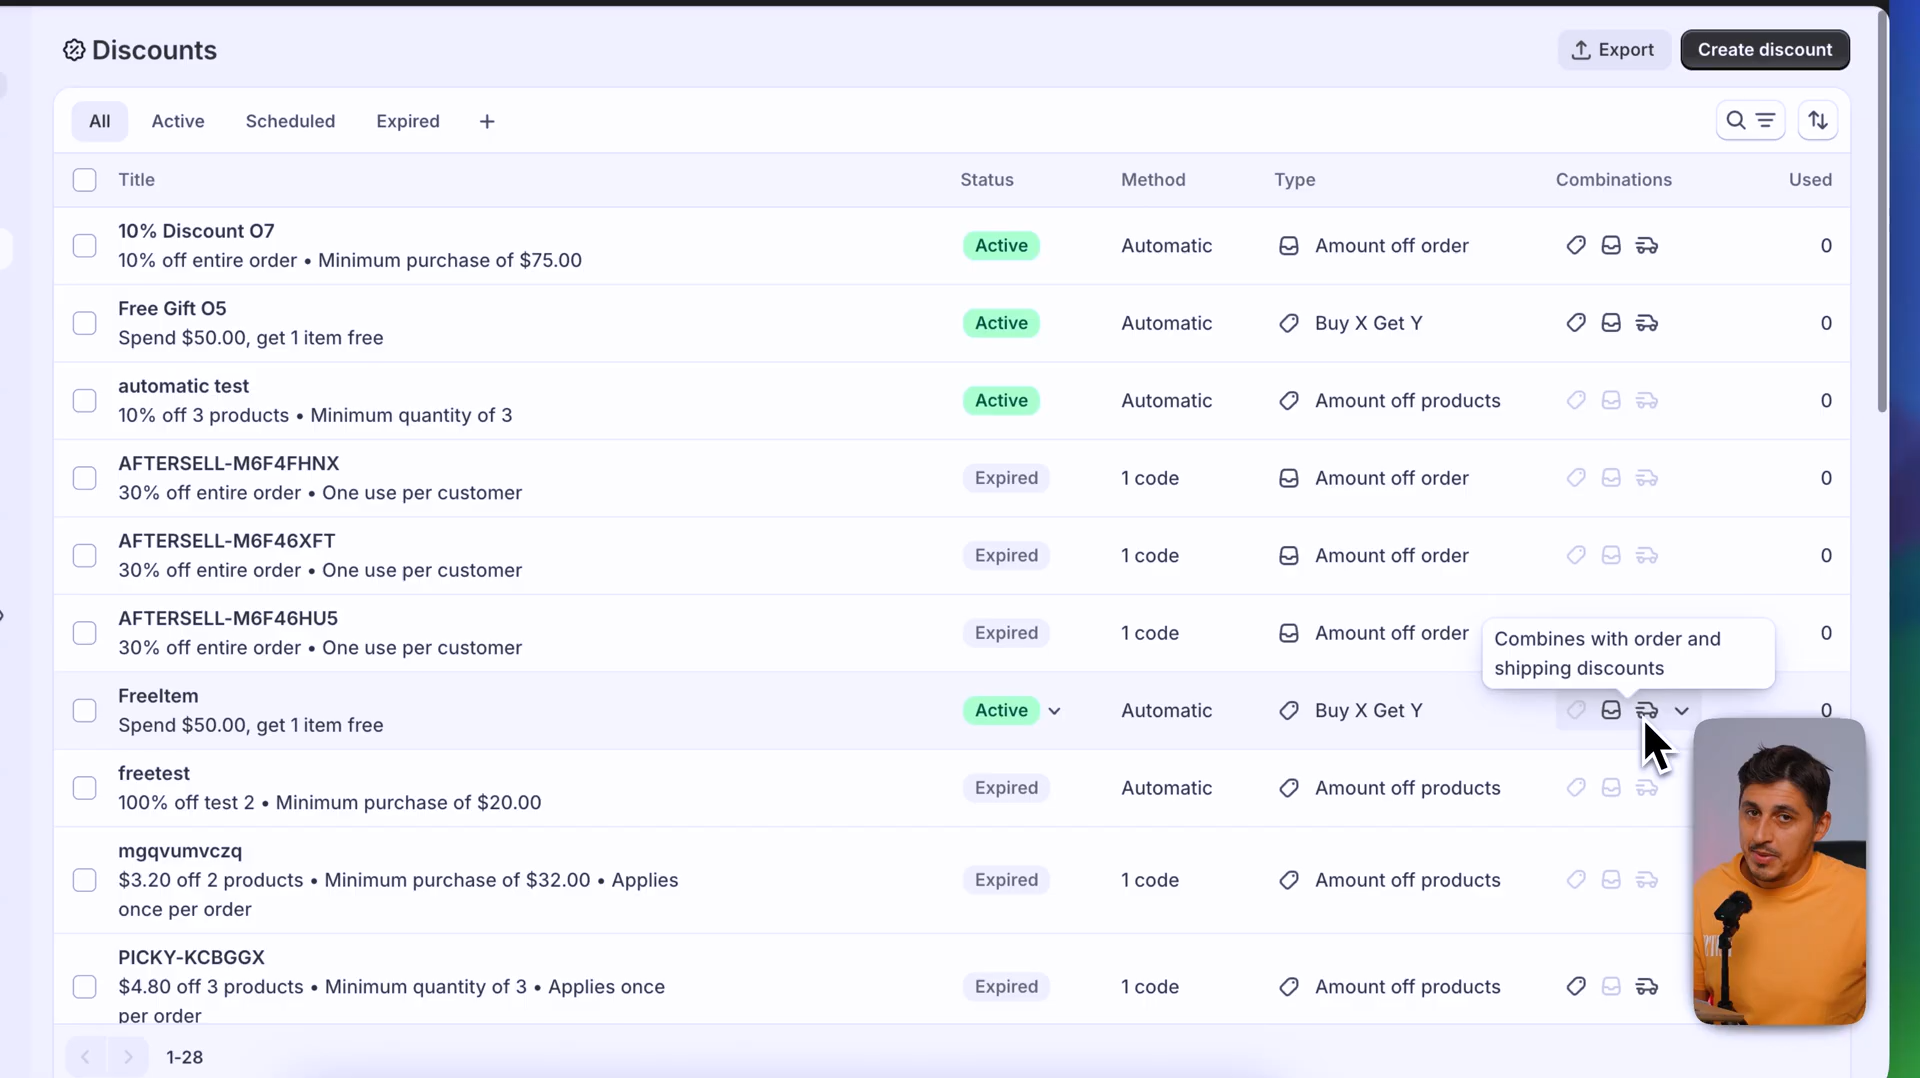 Discounts
Export
Create discount
All
Active
Scheduled
Expired
+
Title
Status
Method
Type
Combinations
Used
10% Discount O7
10% off entire order • Minimum purchase of $75.00
Active
Automatic
Amount off order
0
Free Gift O5
Spend $50.00, get 1 item free
Active
Automatic
Buy X Get Y
0
automatic test
10% off 3 products • Minimum quantity of 3
Active
Automatic
Amount off products
0
AFTERSELL-M6F4FHNX
30% off entire order • One use per customer
Expired
1 code
Amount off order
0
AFTERSELL-M6F46XFT
30% off entire order • One use per customer
Expired
1 code
Amount off order
0
AFTERSELL-M6F46HU5
30% off entire order • One use per customer
Expired
1 code
Amount off order
0
Combines with order and
shipping discounts
FreeItem
Spend $50.00, get 1 item free
Active
Automatic
Buy X Get Y
0
freetest
100% off test 2 • Minimum purchase of $20.00
Expired
Automatic
Amount off products
mgqvumvczq
$3.20 off 2 products • Minimum purchase of $32.00 • Applies
once per order
Expired
1 code
Amount off products
PICKY-KCBGGX
$4.80 off 3 products • Minimum quantity of 3 • Applies once
per order
Expired
1 code
Amount off products
1-28